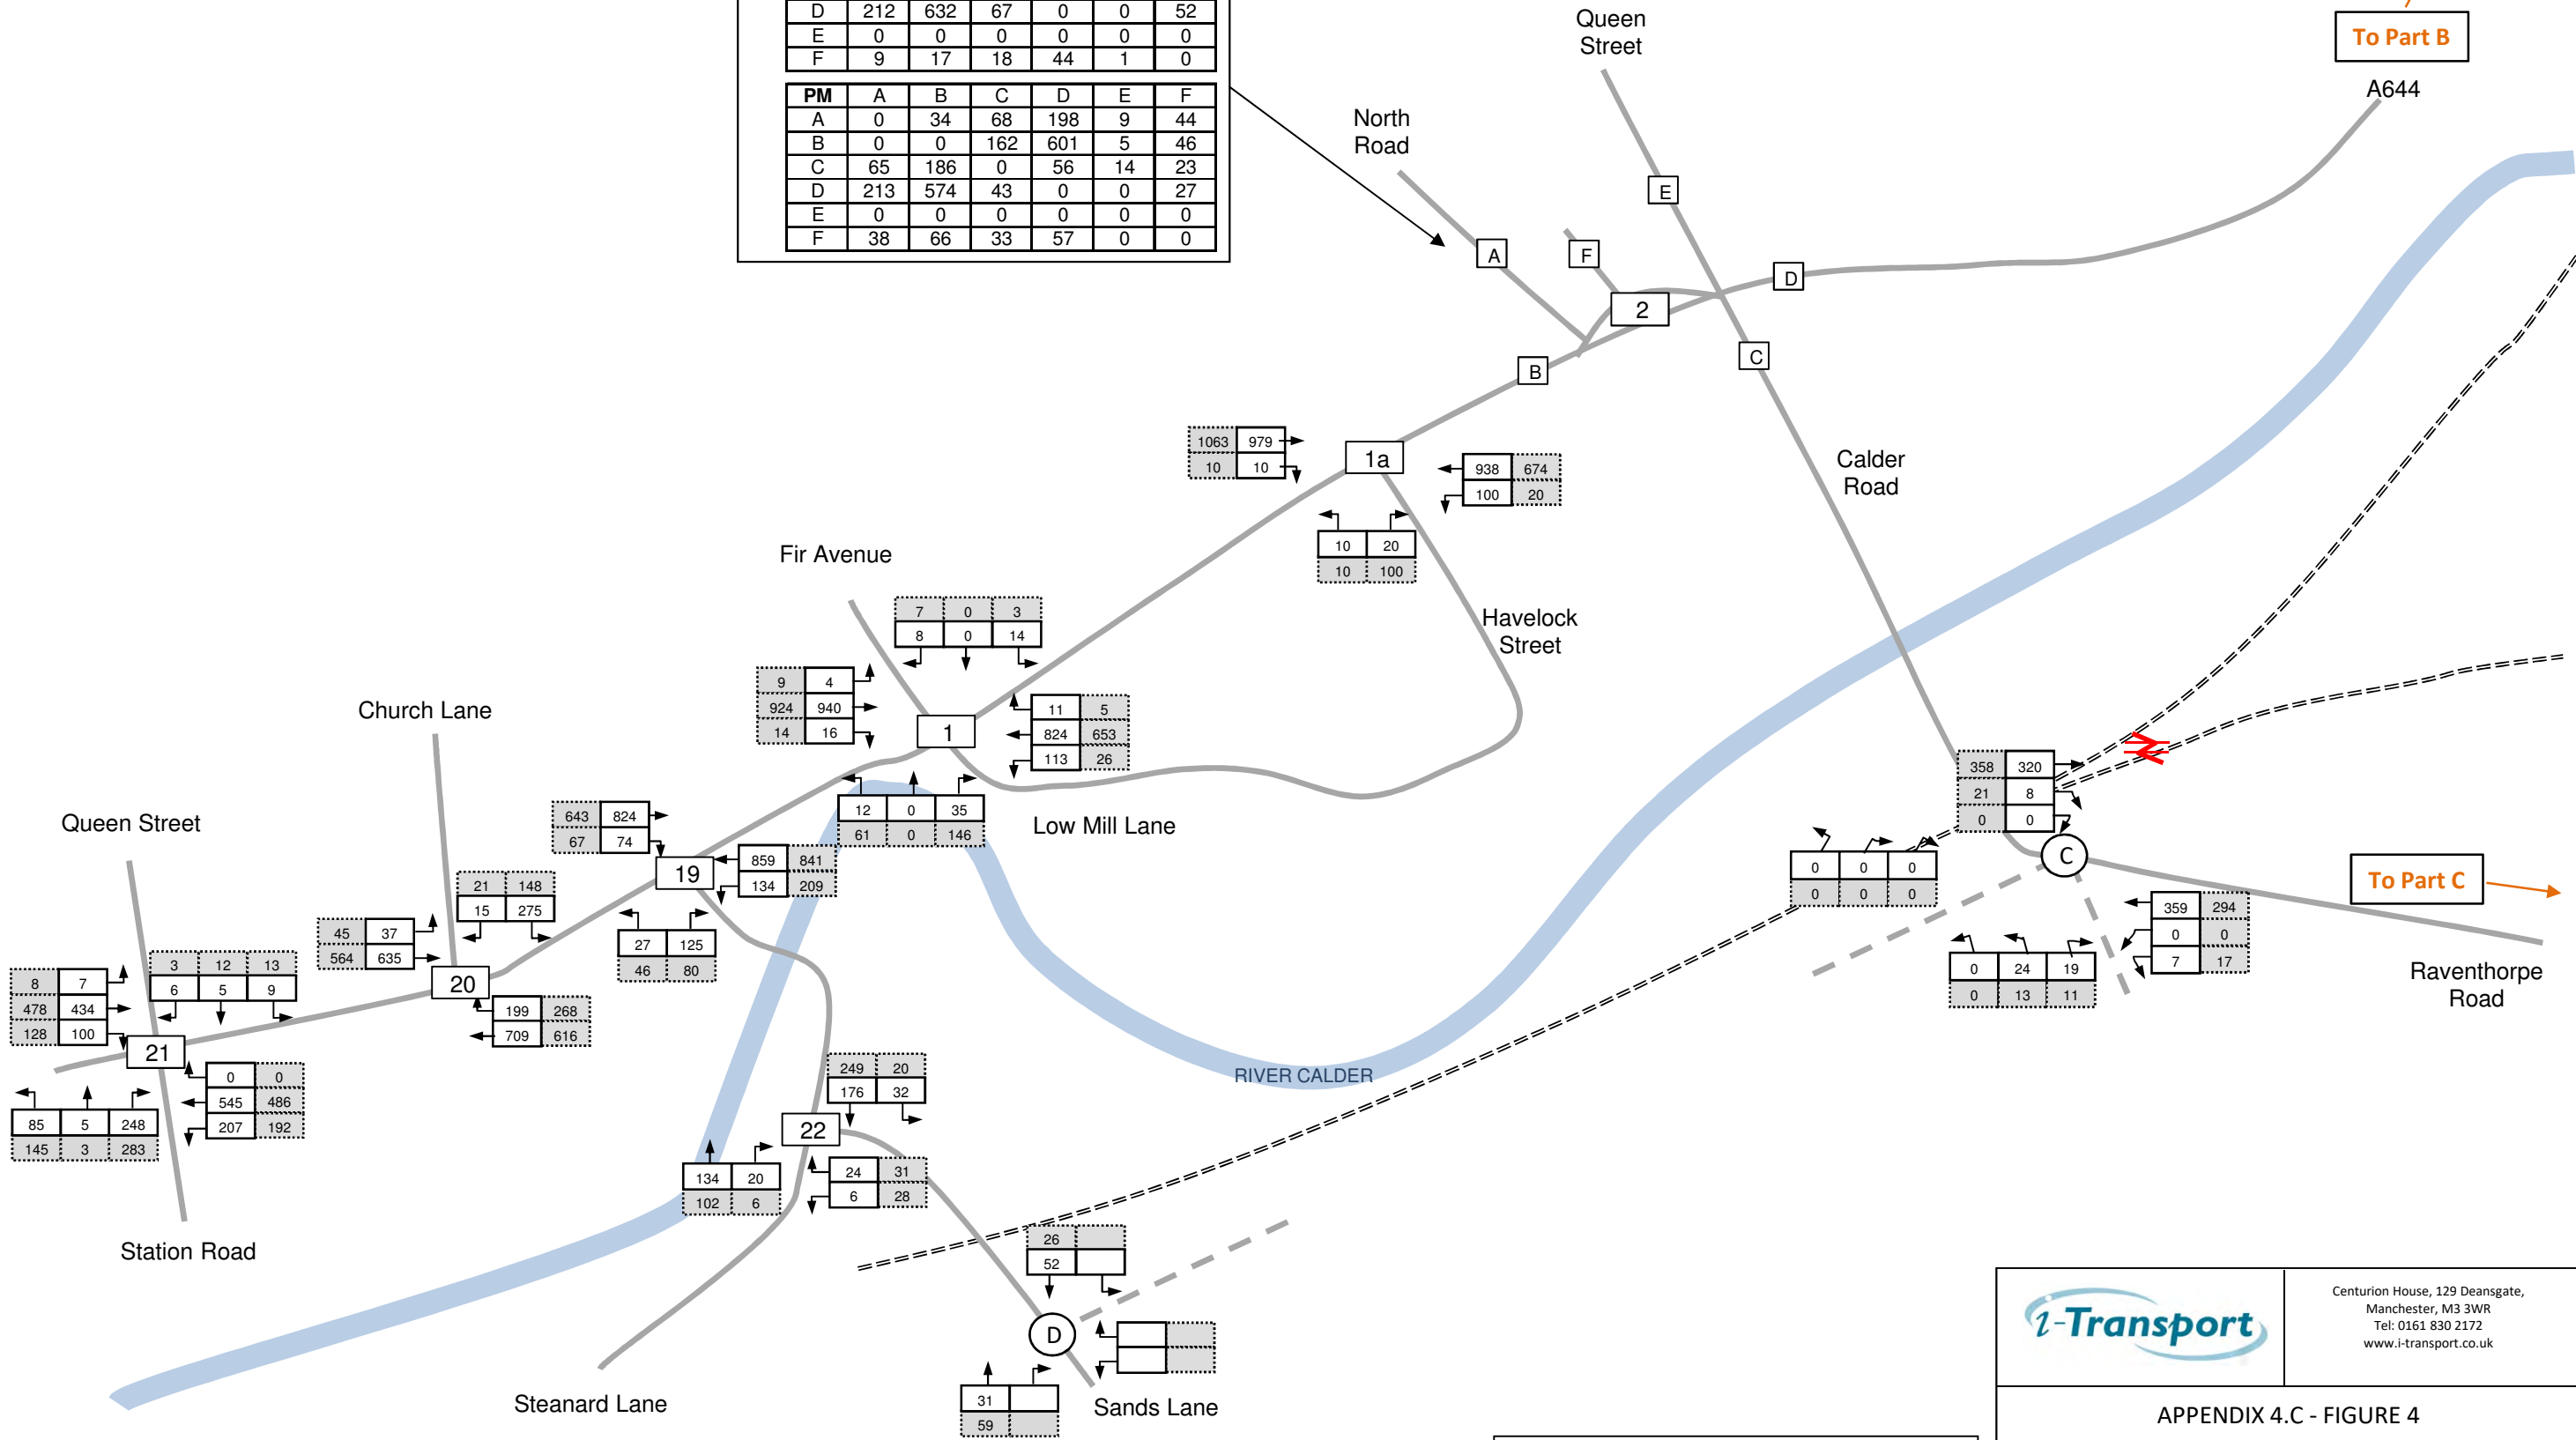 D 212 632 67 0 0 52
E 0 0 0 0 0 0
F 9 17 18 44 1 0
PM A B C D E F
A 0 34 68 198 9 44
B 0 0 162 601 5 46
C 65 186 0 56 14 23
D 213 574 43 0 0 27
E 0 0 0 0 0 0
F 38 66 33 57 0 0
Queen
Street
To Part B
A644
North
Road
E
A
F
D
2
C
B
1063 979
10 10
1a
938 674
100 20
10 20
10 100
Calder
Road
Havelock
Street
Fir Avenue
7 0 3
8 0 14
9 4
924 940
14 16
1
11 5
824 653
113 26
12 0 35
61 0 146
Low Mill Lane
Church Lane
Queen Street
643 824
67 74
19
859 841
134 209
27 125
46 80
21 148
15 275
45 37
564 635
20
199 268
709 616
3 12 13
6 5 9
8 7
478 434
128 100
21
0 0
545 486
207 192
85 5 248
145 3 283
Station Road
249 20
176 32
22
134 20
102 6
24 31
6 28
RIVER CALDER
358 320
21 8
0 0
C
0 0 0
0 0 0
0 24 19
0 13 11
359 294
0 0
7 17
To Part C
Raventhorpe
Road
26
52
D
31
59
Sands Lane
Steanard Lane
i-Transport
Centurion House, 129 Deansgate,
Manchester, M3 3WR
Tel: 0161 830 2172
www.i-transport.co.uk
APPENDIX 4.C - FIGURE 4